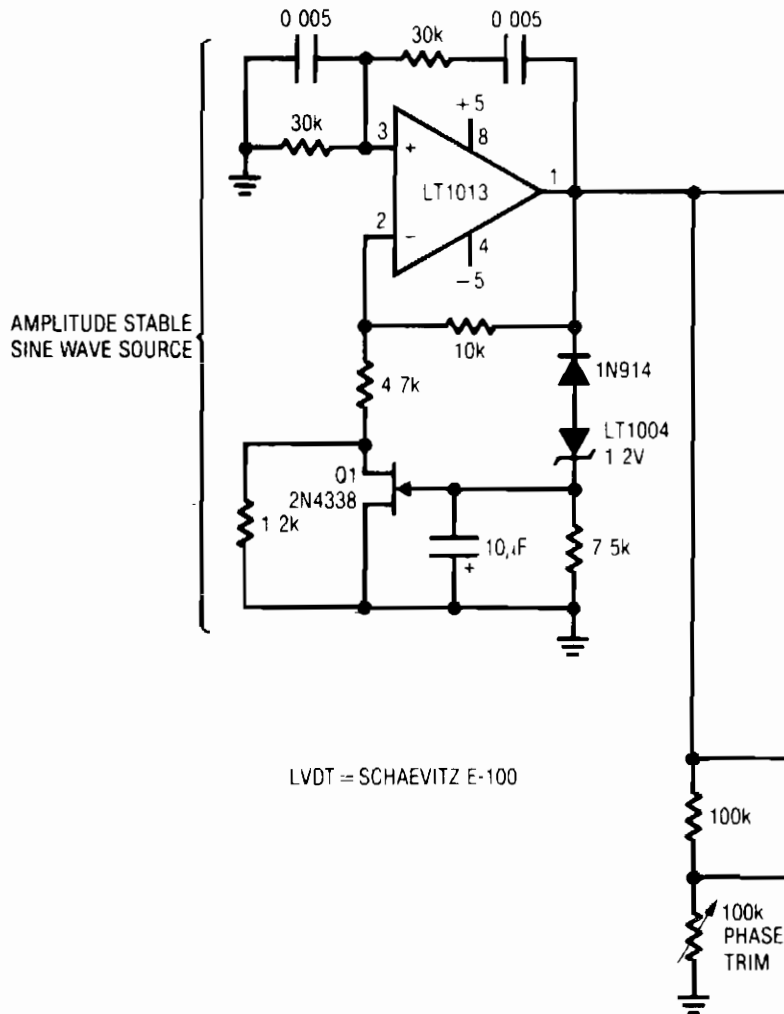 0 005
0 005
30k
30k
+5
3
+
8
LT1013
1
2
−
4
−5
AMPLITUDE STABLE
SINE WAVE SOURCE
10k
1N914
4 7k
LT1004
1 2V
Q1
2N4338
1 2k
10,ıF
+
7 5k
LVDT = SCHAEVITZ E-100
100k
100k
PHASE
TRIM